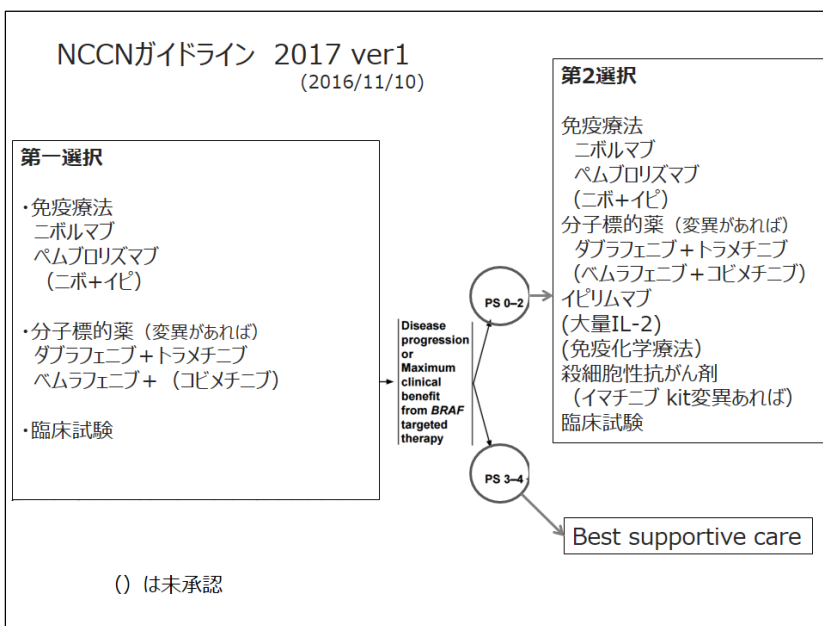 NCCNガイドライン 2017 ver1
(2016/11/10)
第一選択
・免疫療法
ニボルマブ
ペムブロリズマブ
（ニボ+イピ）
・分子標的薬（変異があれば）
ダブラフェニブ＋トラメチニブ
ベムラフェニブ＋（コビメチニブ）
・臨床試験
Disease
progression
or
Maximum
clinical
benefit
from BRAF
targeted
therapy
PS 0–2
PS 3–4
第2選択
免疫療法
ニボルマブ
ペムブロリズマブ
（ニボ+イピ）
分子標的薬（変異があれば）
ダブラフェニブ＋トラメチニブ
（ベムラフェニブ＋コビメチニブ）
イピリムマブ
(大量IL-2)
(免疫化学療法)
殺細胞性抗がん剤
（イマチニブ kit変異あれば）
臨床試験
Best supportive care
（）は未承認